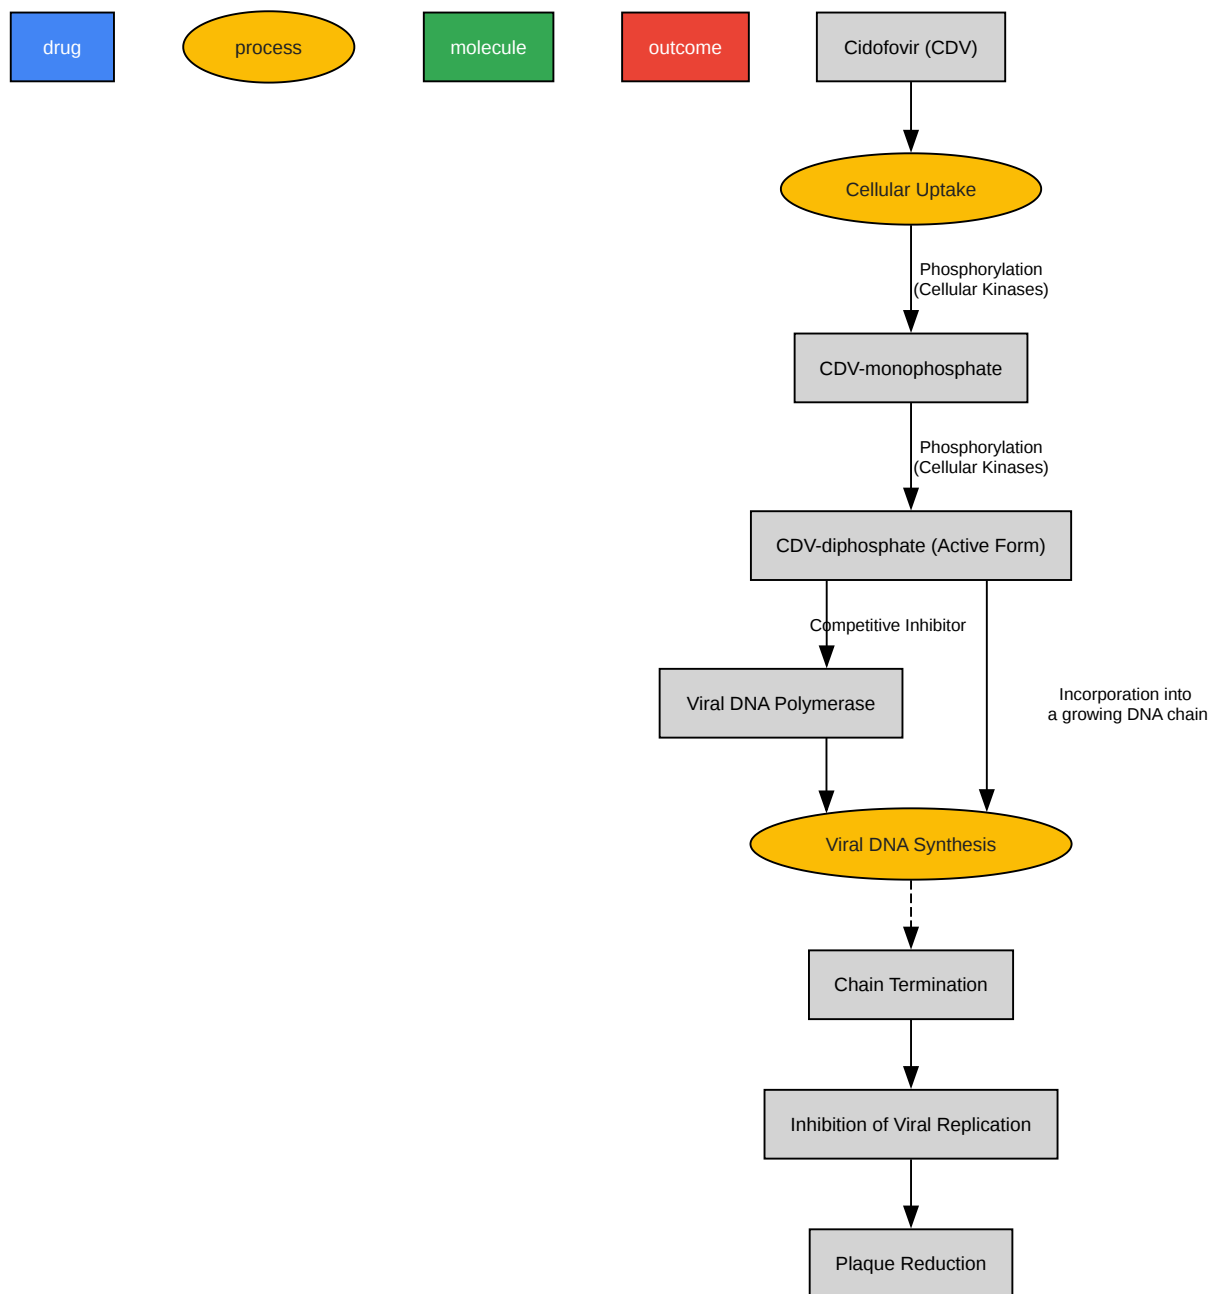 drug
process
molecule
outcome
Cidofovir (CDV)
Cellular Uptake
Phosphorylation
(Cellular Kinases)
CDV-monophosphate
Phosphorylation
(Cellular Kinases)
CDV-diphosphate (Active Form)
Competitive Inhibitor
Viral DNA Polymerase
Incorporation into
a growing DNA chain
Viral DNA Synthesis
Chain Termination
Inhibition of Viral Replication
Plaque Reduction